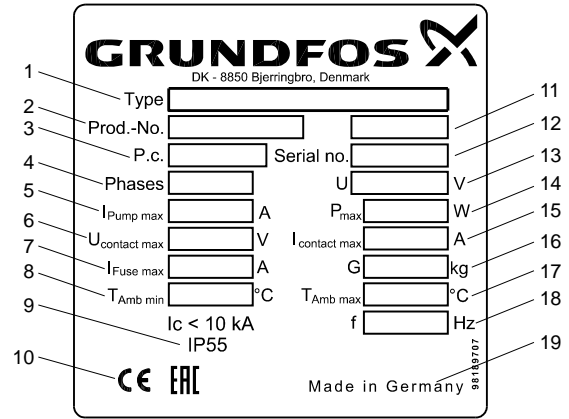 GRUNDFOS
DK - 8850 Bjerringbro, Denmark
1 Type
2 Prod.-No. 11
3 P.c. Serial no. 12
4 Phases U V 13
5 I Pump max A P max W 14
6 U contact max V I contact max A 15
7 I Fuse max A G kg 16
8 T Amb min °C T Amb max °C 17
9 Ic < 10 kA f Hz 18
IP55
10 CE EAC Made in Germany 19
98189707